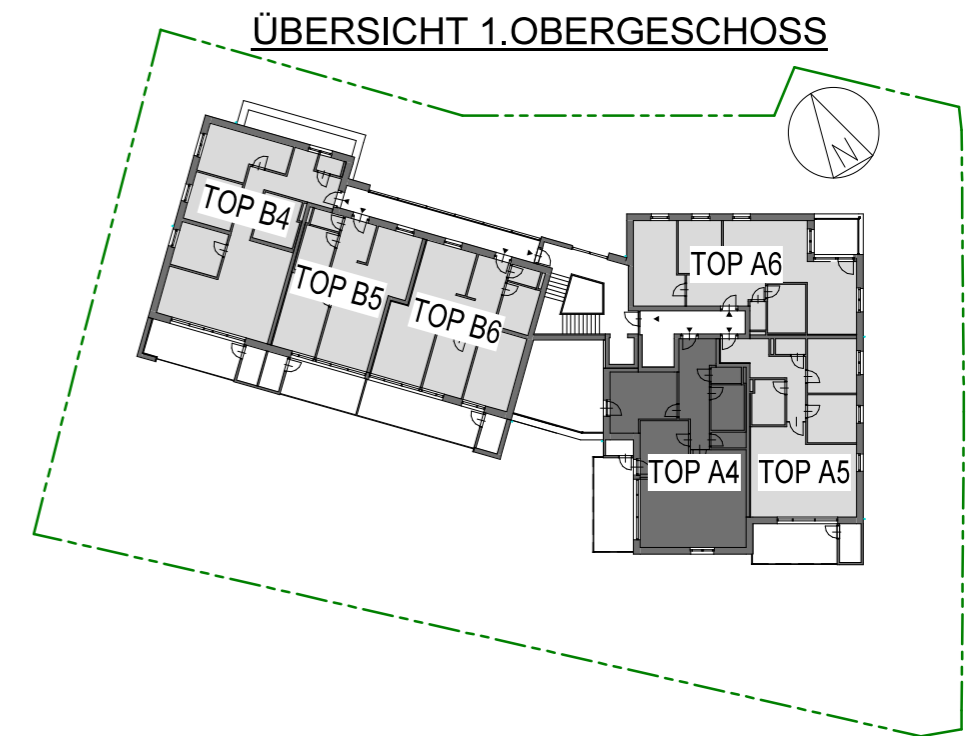 ÜBERSICHT 1.OBERGESCHOSS
N
TOP B4
TOP B5
TOP B6
TOP A6
TOP A4
TOP A5